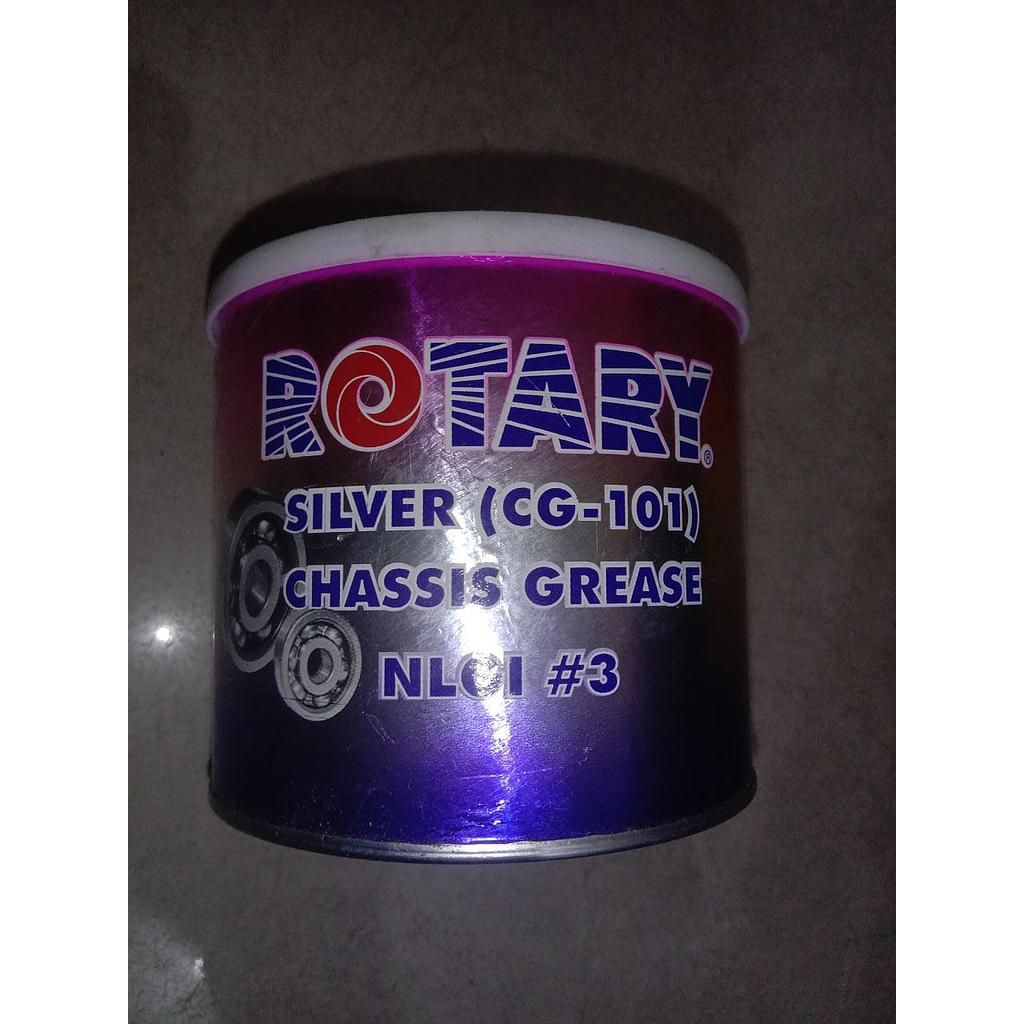 ROTARY®
SILVER (CG-101)
CHASSIS GREASE
NLGI #3